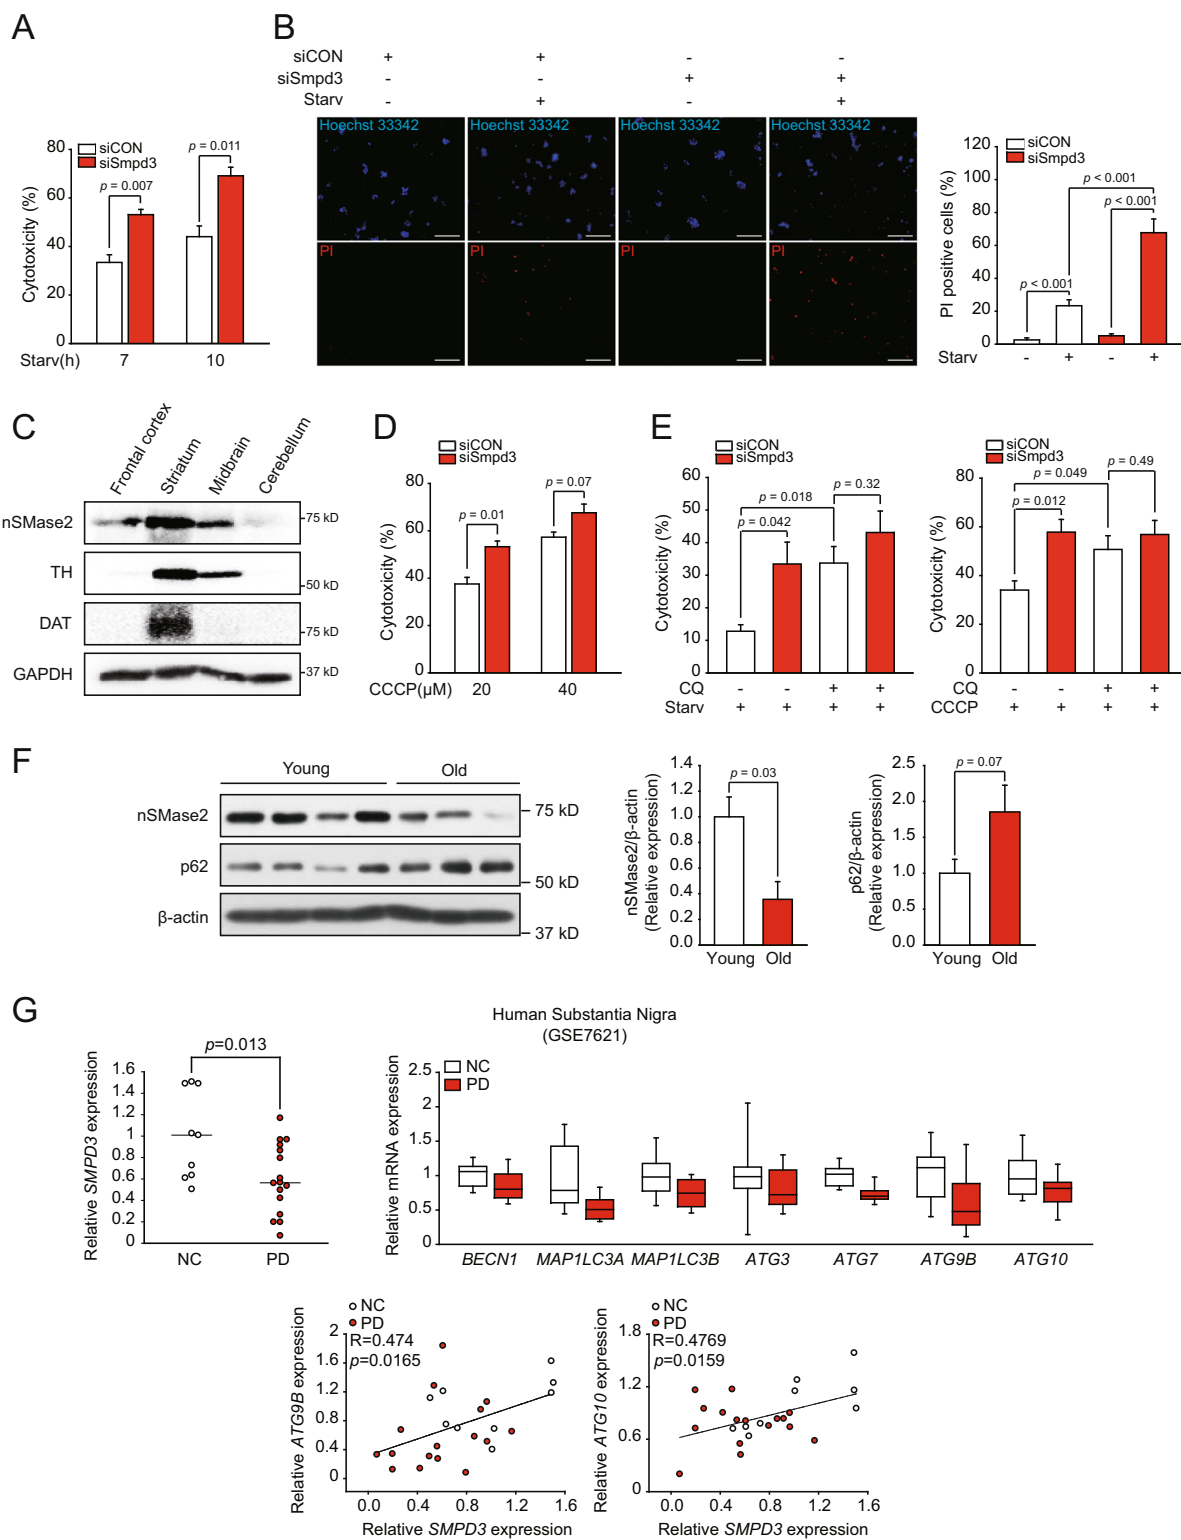 A
siCON
siSmpd3
p = 0.011
p = 0.007
Cytotoxicity (%)
80
60
40
20
0
Starv(h)
7
10
B
siCON + + - -
siSmpd3 - - + +
Starv - + - +
Hoechst 33342
Hoechst 33342
Hoechst 33342
Hoechst 33342
PI
PI
PI
PI
siCON
siSmpd3
PI positive cells (%)
120
100
80
60
40
20
0
p < 0.001
p < 0.001
p < 0.001
Starv - + - +
C
Frontal cortex
Striatum
Midbrain
Cerebellum
nSMase2
75 kD
TH
50 kD
DAT
75 kD
GAPDH
37 kD
D
siCON
siSmpd3
p = 0.07
p = 0.01
Cytotoxicity (%)
80
60
40
20
0
CCCP(μM)
20
40
E
siCON
siSmpd3
p = 0.32
p = 0.018
p = 0.042
Cytotoxicity (%)
60
50
40
30
20
10
0
CQ - - + +
Starv + + + +
siCON
siSmpd3
p = 0.49
p = 0.049
p = 0.012
Cytotoxicity (%)
80
60
40
20
0
CQ - - + +
CCCP + + + +
F
Young
Old
nSMase2
75 kD
p62
50 kD
β-actin
37 kD
nSMase2/β-actin
(Relative expression)
1.4
1.2
1.0
0.8
0.6
0.4
0.2
0.0
p = 0.03
Young
Old
p62/β-actin
(Relative expression)
2.5
2.0
1.5
1.0
0.5
0.0
p = 0.07
Young
Old
G
Human Substantia Nigra
(GSE7621)
p=0.013
Relative SMPD3 expression
1.6
1.4
1.2
1
0.8
0.6
0.4
0.2
0
NC
PD
NC
PD
Relative mRNA expression
2.5
2
1.5
1.0
0.5
0
BECN1
MAP1LC3A
MAP1LC3B
ATG3
ATG7
ATG9B
ATG10
NC
PD
R=0.474
p=0.0165
Relative ATG9B expression
2
1.6
1.2
0.8
0.4
0
0.0
0.4
0.8
1.2
1.6
Relative SMPD3 expression
NC
PD
R=0.4769
p=0.0159
Relative ATG10 expression
1.8
1.2
0.6
0
0.0
0.4
0.8
1.2
1.6
Relative SMPD3 expression